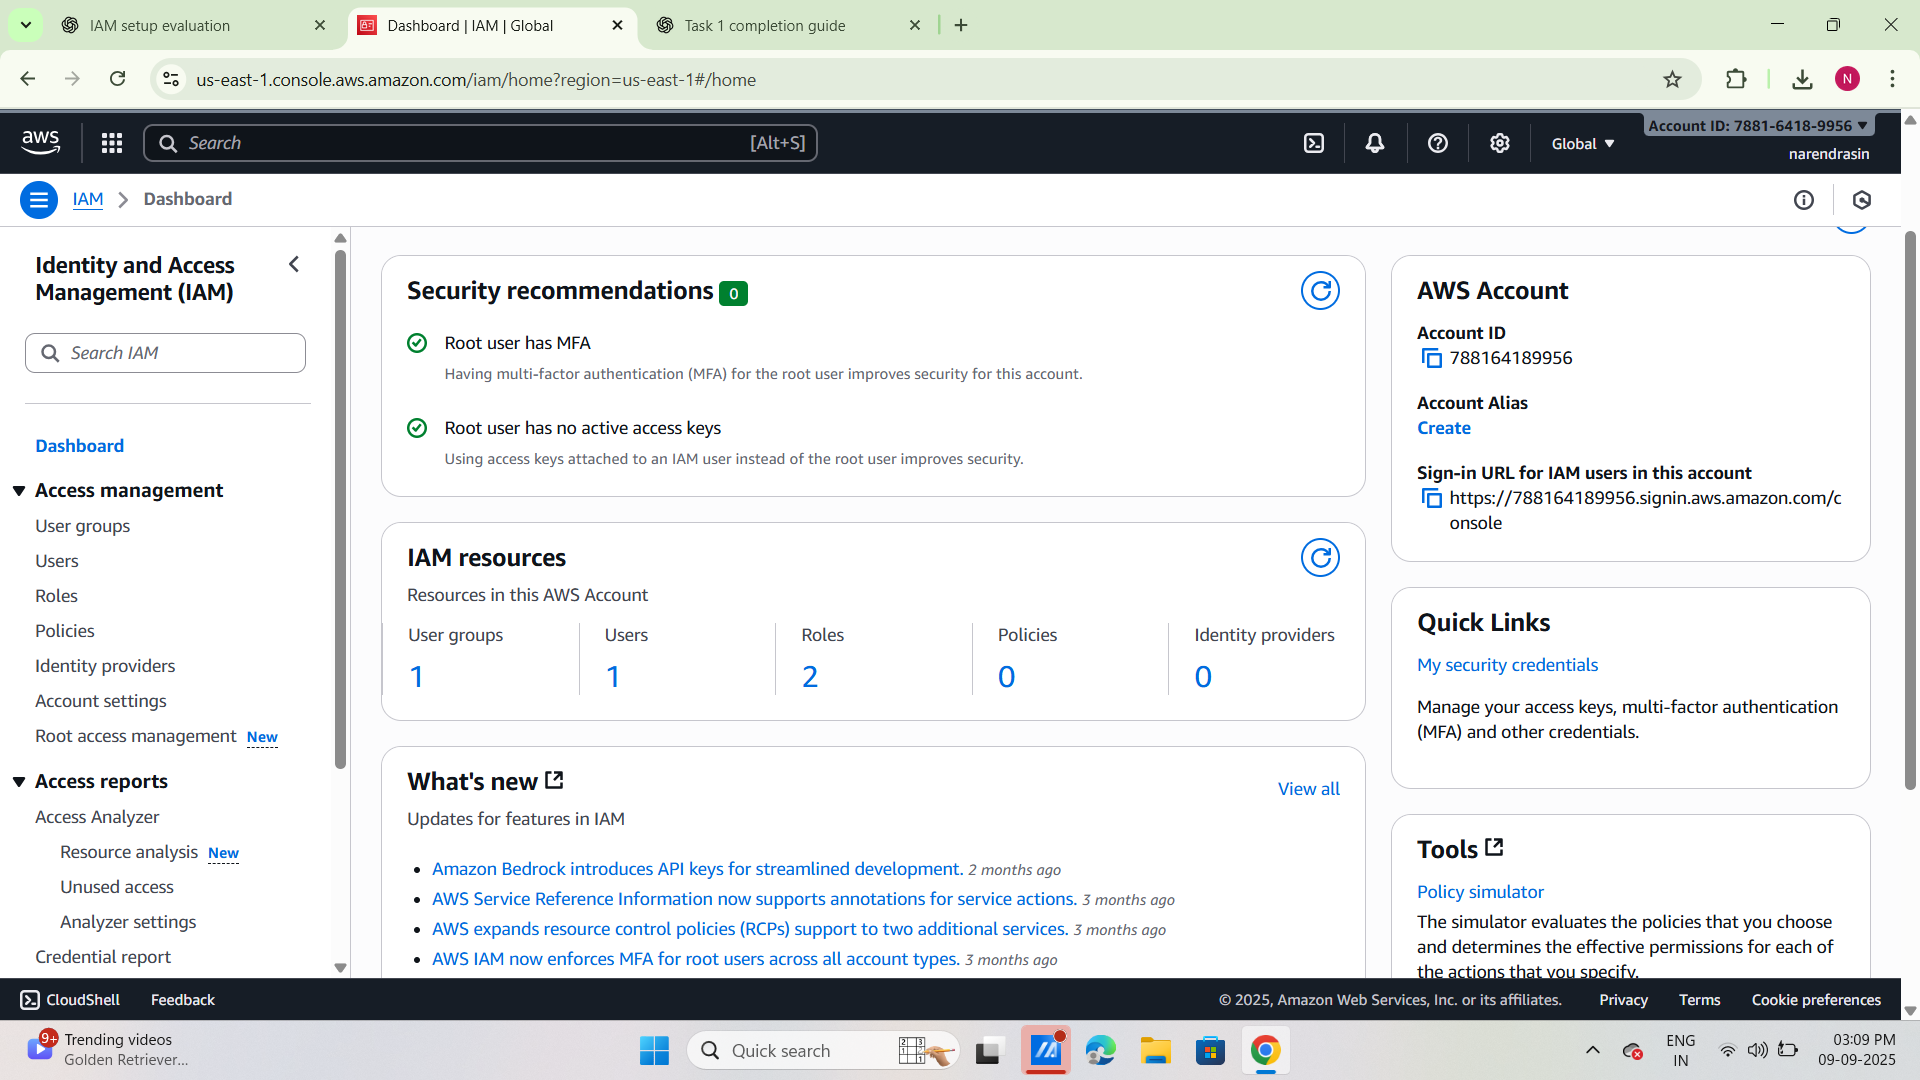 IAM setup evaluation
Dashboard | IAM | Global
Task 1 completion guide
us-east-1.console.aws.amazon.com/iam/home?region=us-east-1#/home
N
aws
Search
[Alt+S]
Global
Account ID: 7881-6418-9956
narendrasin
IAM
Dashboard
Identity and Access
Management (IAM)
Search IAM
Dashboard
Access management
User groups
Users
Roles
Policies
Identity providers
Account settings
Root access management New
Access reports
Access Analyzer
Resource analysis New
Unused access
Analyzer settings
Credential report
Security recommendations 0
Root user has MFA
Having multi-factor authentication (MFA) for the root user improves security for this account.
Root user has no active access keys
Using access keys attached to an IAM user instead of the root user improves security.
IAM resources
Resources in this AWS Account
User groups
1
Users
1
Roles
2
Policies
0
Identity providers
0
What's new
View all
Updates for features in IAM
Amazon Bedrock introduces API keys for streamlined development. 2 months ago
AWS Service Reference Information now supports annotations for service actions. 3 months ago
AWS expands resource control policies (RCPs) support to two additional services. 3 months ago
AWS IAM now enforces MFA for root users across all account types. 3 months ago
AWS Account
Account ID
788164189956
Account Alias
Create
Sign-in URL for IAM users in this account
https://788164189956.signin.aws.amazon.com/c
onsole
Quick Links
My security credentials
Manage your access keys, multi-factor authentication
(MFA) and other credentials.
Tools
Policy simulator
The simulator evaluates the policies that you choose
and determines the effective permissions for each of
the actions that you specify.
CloudShell
Feedback
© 2025, Amazon Web Services, Inc. or its affiliates.
Privacy
Terms
Cookie preferences
9+
Trending videos
Golden Retriever...
Quick search
ENG
IN
03:09 PM
09-09-2025